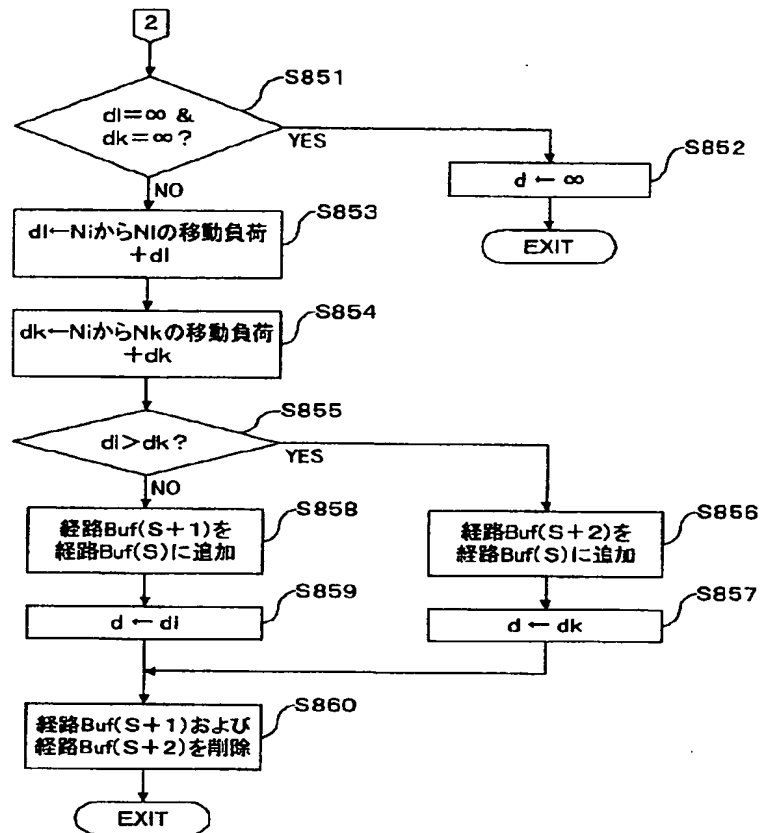 2
S851
dl＝∞ &
dk＝∞？
YES
NO
S852
d ← ∞
EXIT
S853
dl←NiからNlの移動負荷
＋dl
S854
dk←NiからNkの移動負荷
＋dk
S855
dl＞dk？
YES
NO
S858
経路Buf(S＋1)を
経路Buf(S)に追加
S856
経路Buf(S＋2)を
経路Buf(S)に追加
S859
d ← dl
S857
d ← dk
S860
経路Buf(S＋1)および
経路Buf(S＋2)を削除
EXIT